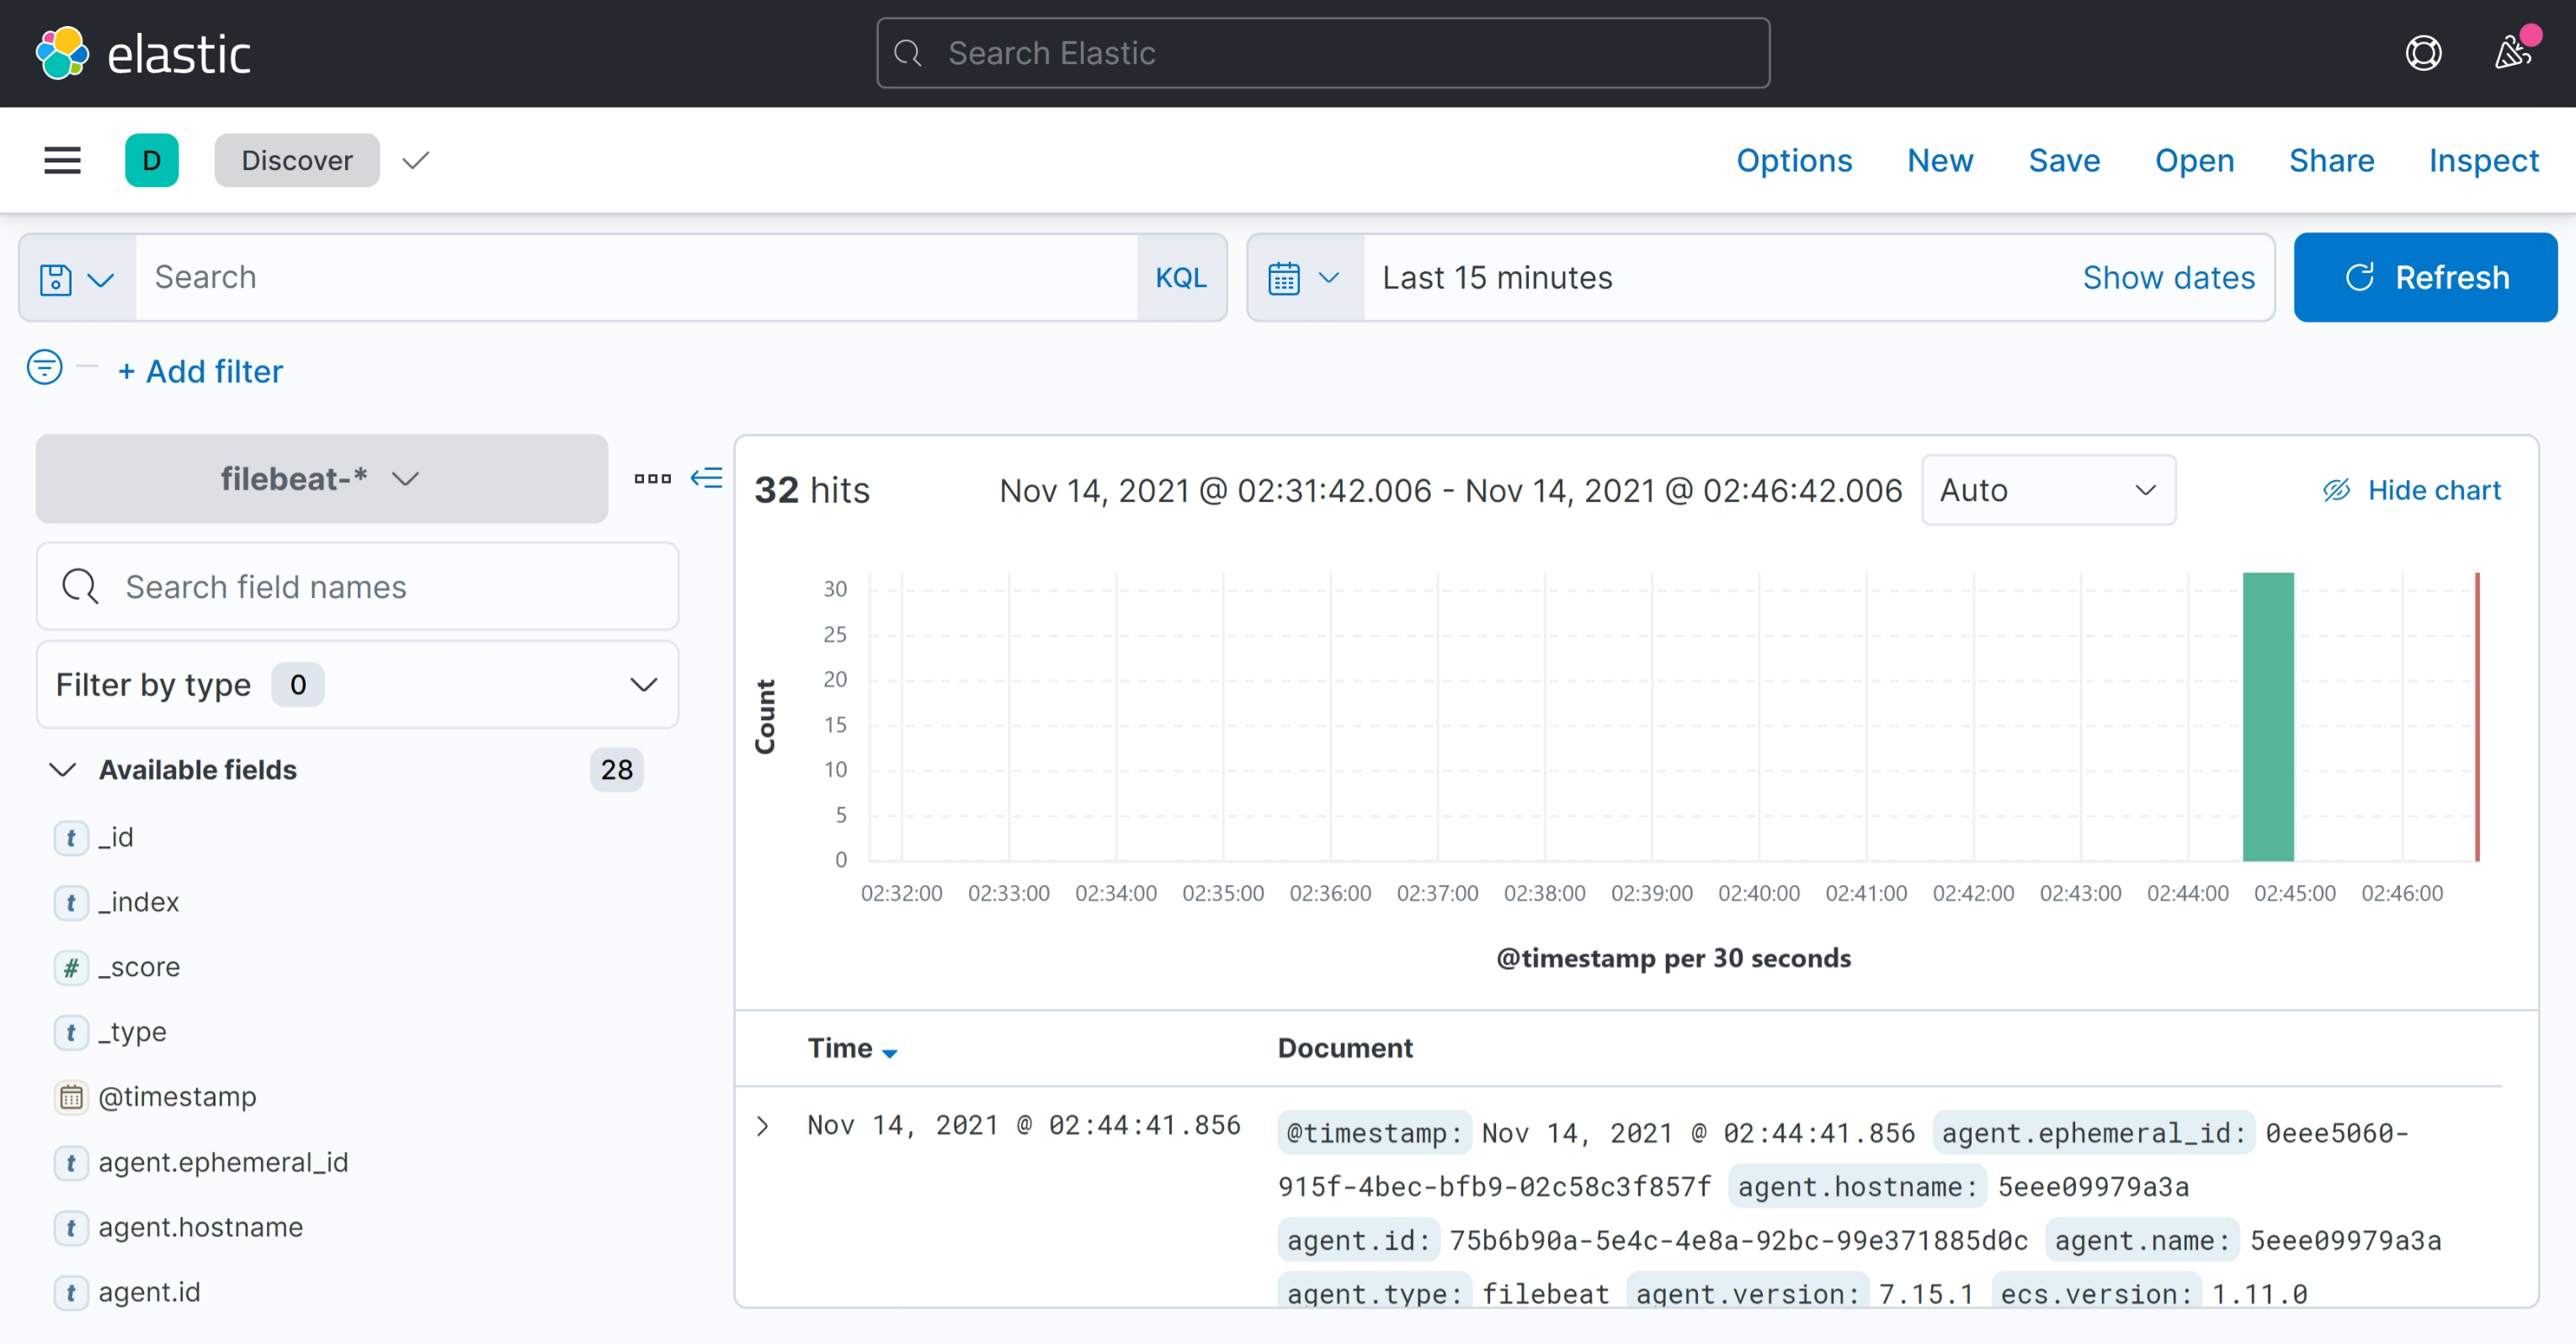 elastic
Search Elastic
D Discover Options New Save Open Share Inspect
Search KQL Last 15 minutes Show dates Refresh
+ Add filter
filebeat-*
Search field names
Filter by type 0
Available fields 28
t _id
t _index
# _score
t _type
@timestamp
t agent.ephemeral_id
t agent.hostname
t agent.id
32 hits Nov 14, 2021 @ 02:31:42.006 - Nov 14, 2021 @ 02:46:42.006 Auto Hide chart
Count
30
25
20
15
10
5
0
02:32:00 02:33:00 02:34:00 02:35:00 02:36:00 02:37:00 02:38:00 02:39:00 02:40:00 02:41:00 02:42:00 02:43:00 02:44:00 02:45:00 02:46:00
@timestamp per 30 seconds
Time Document
Nov 14, 2021 @ 02:44:41.856 @timestamp: Nov 14, 2021 @ 02:44:41.856 agent.ephemeral_id: 0eee5060-
915f-4bec-bfb9-02c58c3f857f agent.hostname: 5eee09979a3a
agent.id: 75b6b90a-5e4c-4e8a-92bc-99e371885d0c agent.name: 5eee09979a3a
agent.type: filebeat agent.version: 7.15.1 ecs.version: 1.11.0